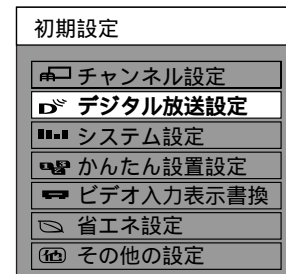 初期設定
チャンネル設定
デジタル放送設定
システム設定
かんたん設置設定
ビデオ入力表示書換
省エネ設定
他 その他の設定